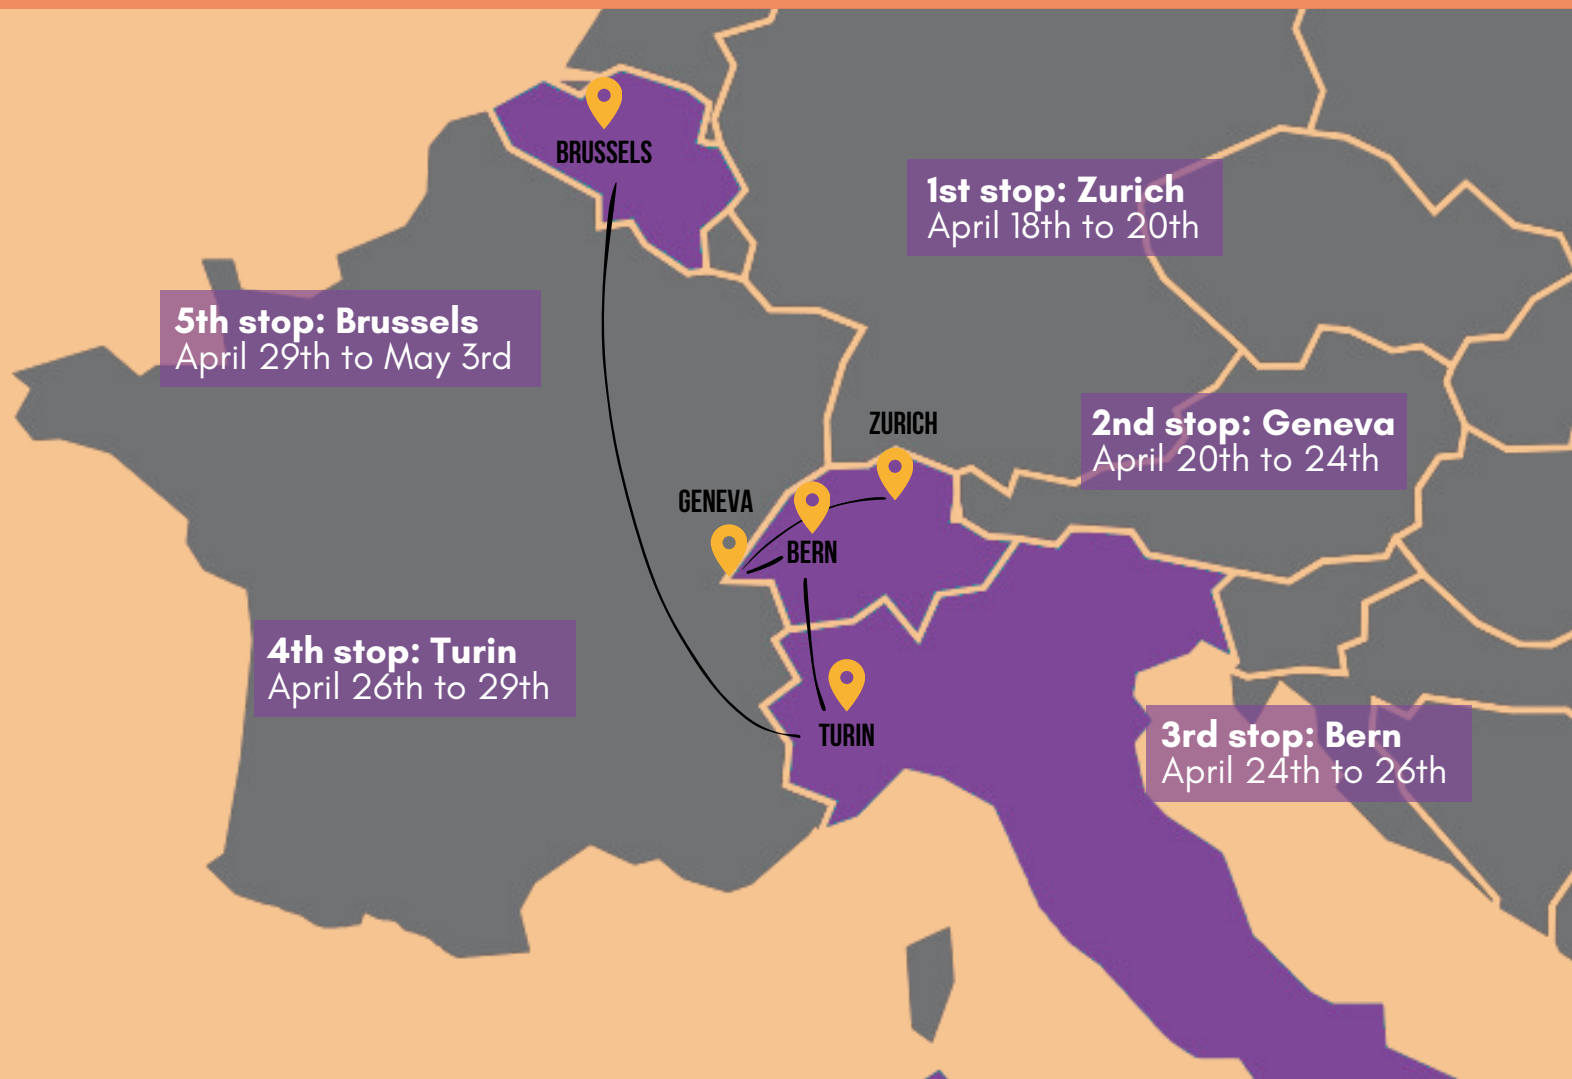 BRUSSELS
1st stop: Zurich
April 18th to 20th
5th stop: Brussels
April 29th to May 3rd
ZURICH
2nd stop: Geneva
April 20th to 24th
GENEVA
BERN
4th stop: Turin
April 26th to 29th
TURIN
3rd stop: Bern
April 24th to 26th